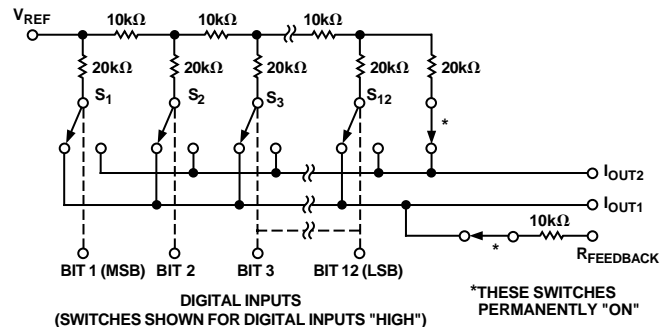 VREF
10kΩ 10kΩ 10kΩ
20kΩ 20kΩ 20kΩ 20kΩ 20kΩ
S1 S2 S3 S12
*
IOUT2
IOUT1
10kΩ
*
RFEEDBACK
BIT 1 (MSB) BIT 2 BIT 3 BIT 12 (LSB)
DIGITAL INPUTS
(SWITCHES SHOWN FOR DIGITAL INPUTS "HIGH")
*THESE SWITCHES
PERMANENTLY "ON"